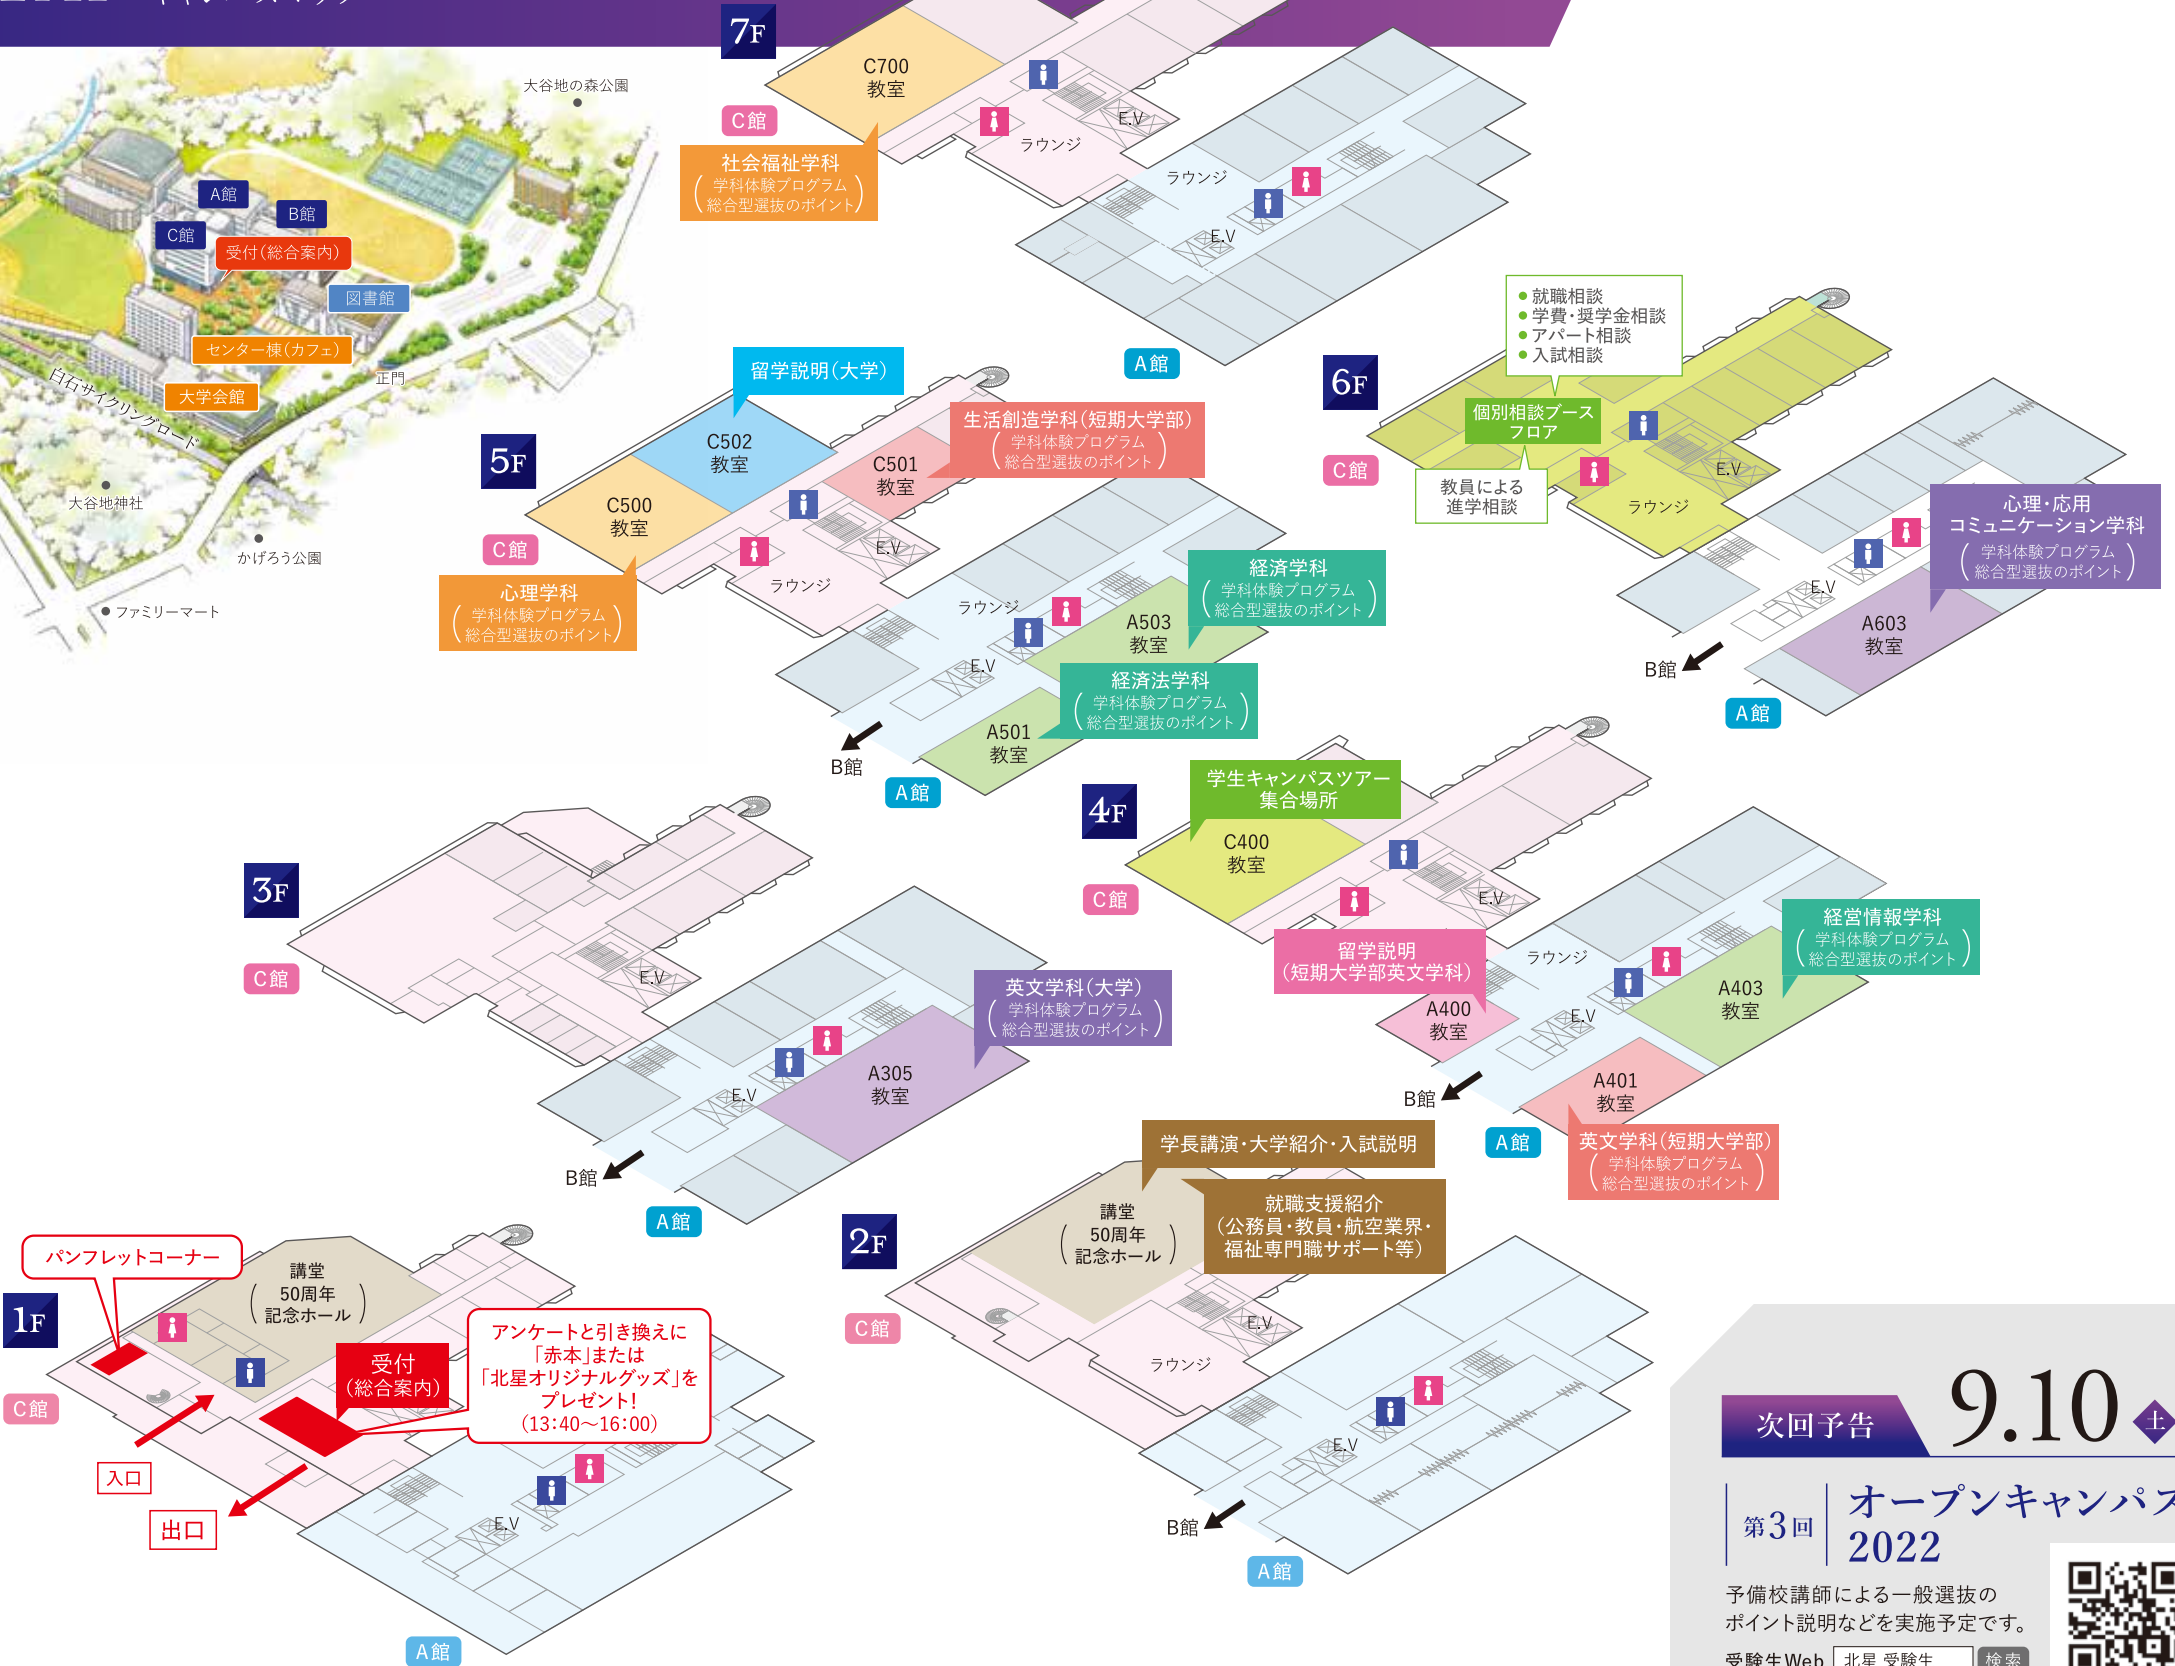 大谷地の森公園
A館
B館
C館
受付(総合案内)
図書館
センター棟(カフェ)
大学会館
正門
白石サイクリングロード
大谷地神社
かげろう公園
ファミリーマート
7F
C700
教室
C館
社会福祉学科
(学科体験プログラム
総合型選抜のポイント)
ラウンジ
E.V
ラウンジ
E.V
A館
6F
●就職相談
●学費・奨学金相談
●アパート相談
●入試相談
個別相談ブース
フロア
C館
教員による
進学相談
E.V
ラウンジ
心理・応用
コミュニケーション学科
(学科体験プログラム
総合型選抜のポイント)
E.V
A603
教室
B館
A館
5F
留学説明(大学)
C502
教室
C500
教室
C501
教室
生活創造学科(短期大学部)
(学科体験プログラム
総合型選抜のポイント)
C館
心理学科
(学科体験プログラム
総合型選抜のポイント)
E.V
ラウンジ
ラウンジ
経済学科
(学科体験プログラム
総合型選抜のポイント)
A503
教室
E.V
経済法学科
(学科体験プログラム
総合型選抜のポイント)
A501
教室
B館
A館
4F
学生キャンパスツアー
集合場所
C400
教室
C館
E.V
留学説明
(短期大学部英文学科)
A400
教室
ラウンジ
経営情報学科
(学科体験プログラム
総合型選抜のポイント)
A403
教室
E.V
A401
教室
B館
A館
英文学科(短期大学部)
(学科体験プログラム
総合型選抜のポイント)
3F
C館
E.V
英文学科(大学)
(学科体験プログラム
総合型選抜のポイント)
A305
教室
E.V
B館
A館
2F
学長講演・大学紹介・入試説明
就職支援紹介
(公務員・教員・航空業界・
福祉専門職サポート等)
講堂
(50周年
記念ホール)
C館
E.V
ラウンジ
E.V
B館
A館
1F
パンフレットコーナー
講堂
(50周年
記念ホール)
受付
(総合案内)
アンケートと引き換えに
「赤本」または
「北星オリジナルグッズ」を
プレゼント!
(13:40〜16:00)
C館
入口
出口
E.V
A館
次回予告
9.10 土
第3回
オープンキャンパス
2022
予備校講師による一般選抜の
ポイント説明などを実施予定です。
受験生Web 北星 受験生 検索